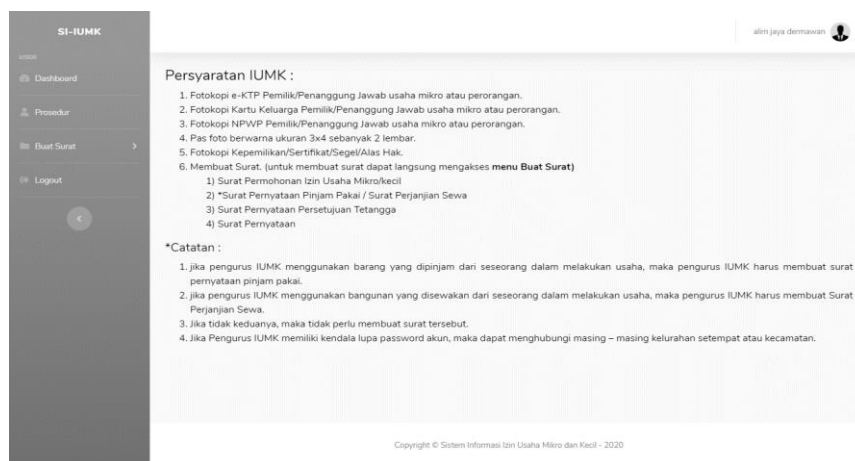 SI-IUMK
alim jaya dermawan
Dashboard
Prosedur
Buat Surat
Logout
Persyaratan IUMK :
1. Fotokopi e-KTP Pemilik/Penanggung Jawab usaha mikro atau perorangan.
2. Fotokopi Kartu Keluarga Pemilik/Penanggung Jawab usaha mikro atau perorangan.
3. Fotokopi NPWP Pemilik/Penanggung Jawab usaha mikro atau perorangan.
4. Pas foto berwarna ukuran 3x4 sebanyak 2 lembar.
5. Fotokopi Kepemilikan/Sertifikat/Segel/Alas Hak.
6. Membuat Surat. (untuk membuat surat dapat langsung mengakses menu Buat Surat)
1) Surat Permohonan Izin Usaha Mikro/kecil
2) *Surat Pernyataan Pinjam Pakai / Surat Perjanjian Sewa
3) Surat Pernyataan Persetujuan Tetangga
4) Surat Pernyataan
*Catatan :
1. jika pengurus IUMK menggunakan barang yang dipinjam dari seseorang dalam melakukan usaha, maka pengurus IUMK harus membuat surat
pernyataan pinjam pakai.
2. jika pengurus IUMK menggunakan bangunan yang disewakan dari seseorang dalam melakukan usaha, maka pengurus IUMK harus membuat Surat
Perjanjian Sewa.
3. Jika tidak keduanya, maka tidak perlu membuat surat tersebut.
4. Jika Pengurus IUMK memiliki kendala lupa password akun, maka dapat menghubungi masing – masing kelurahan setempat atau kecamatan.
Copyright © Sistem Informasi Izin Usaha Mikro dan Kecil - 2020